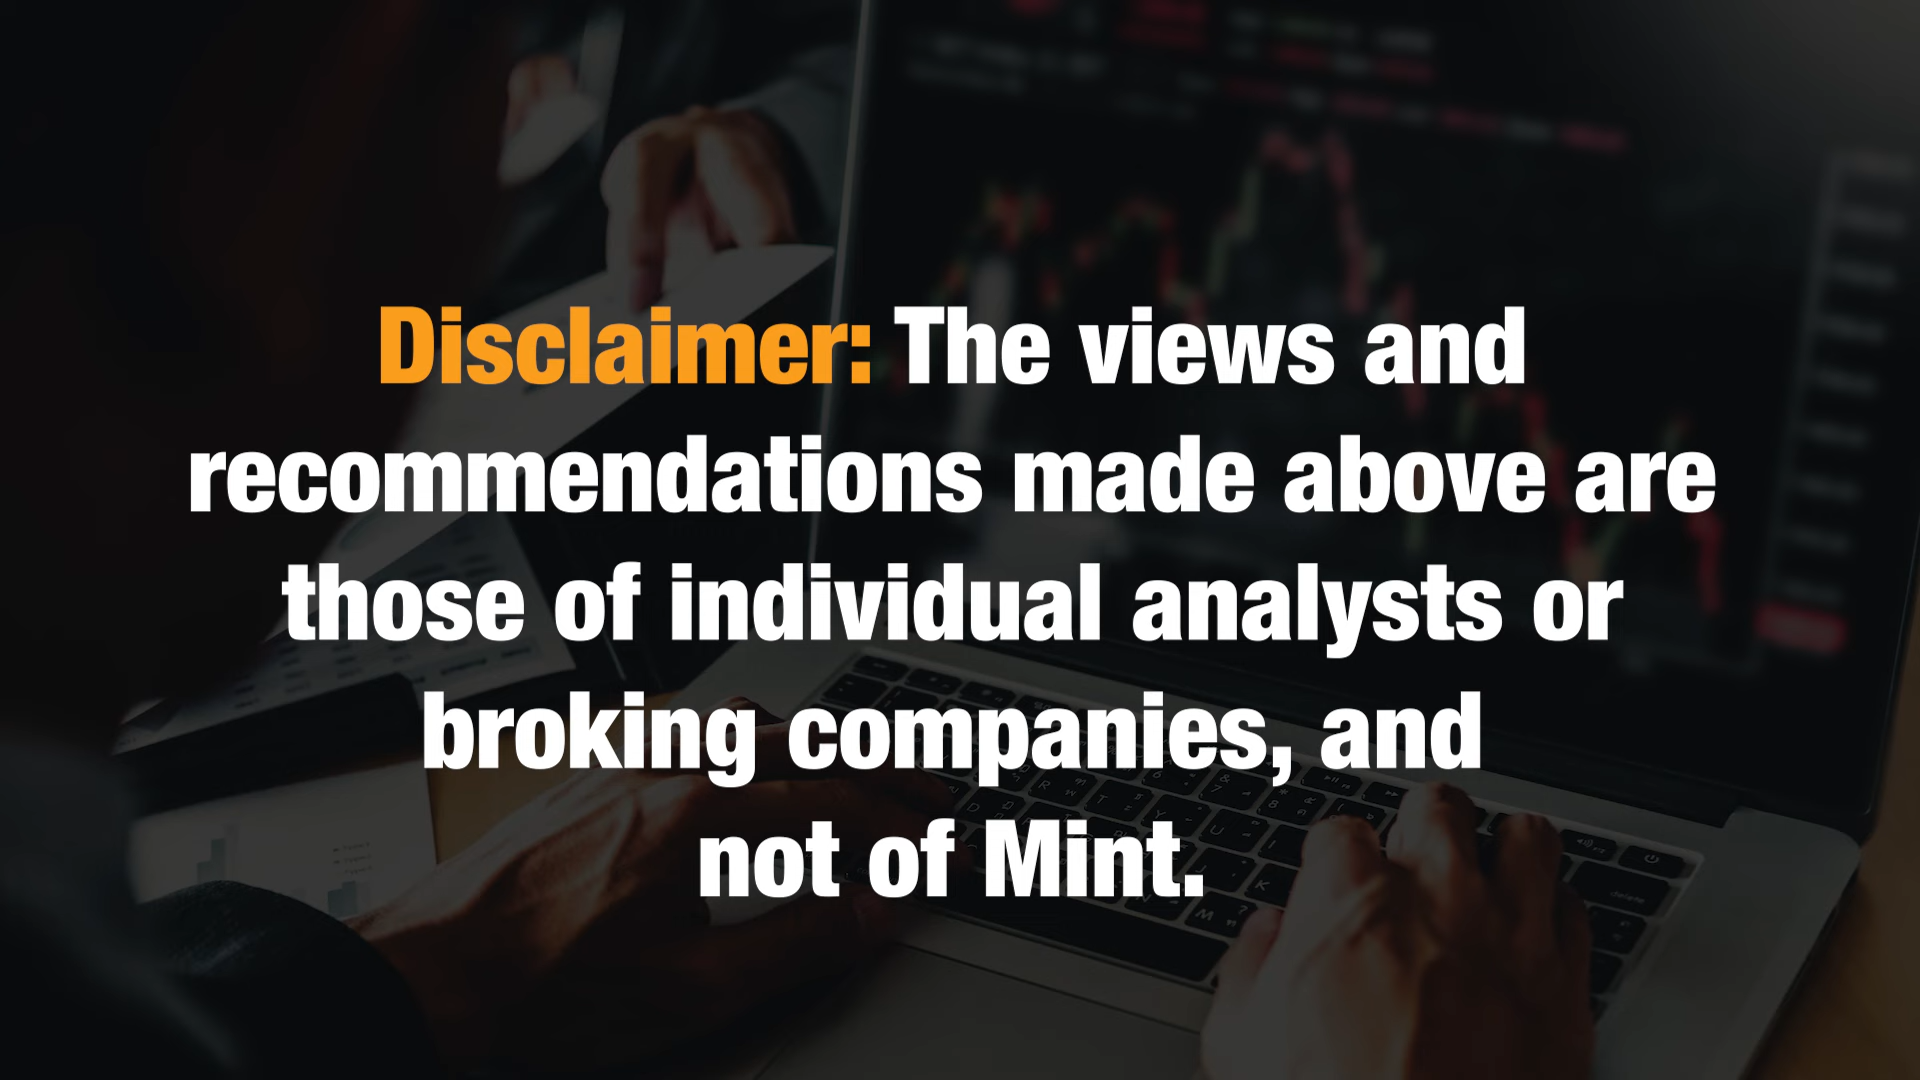 Disclaimer: The views and
recommendations made above are
those of individual analysts or
broking companies, and
not of Mint.